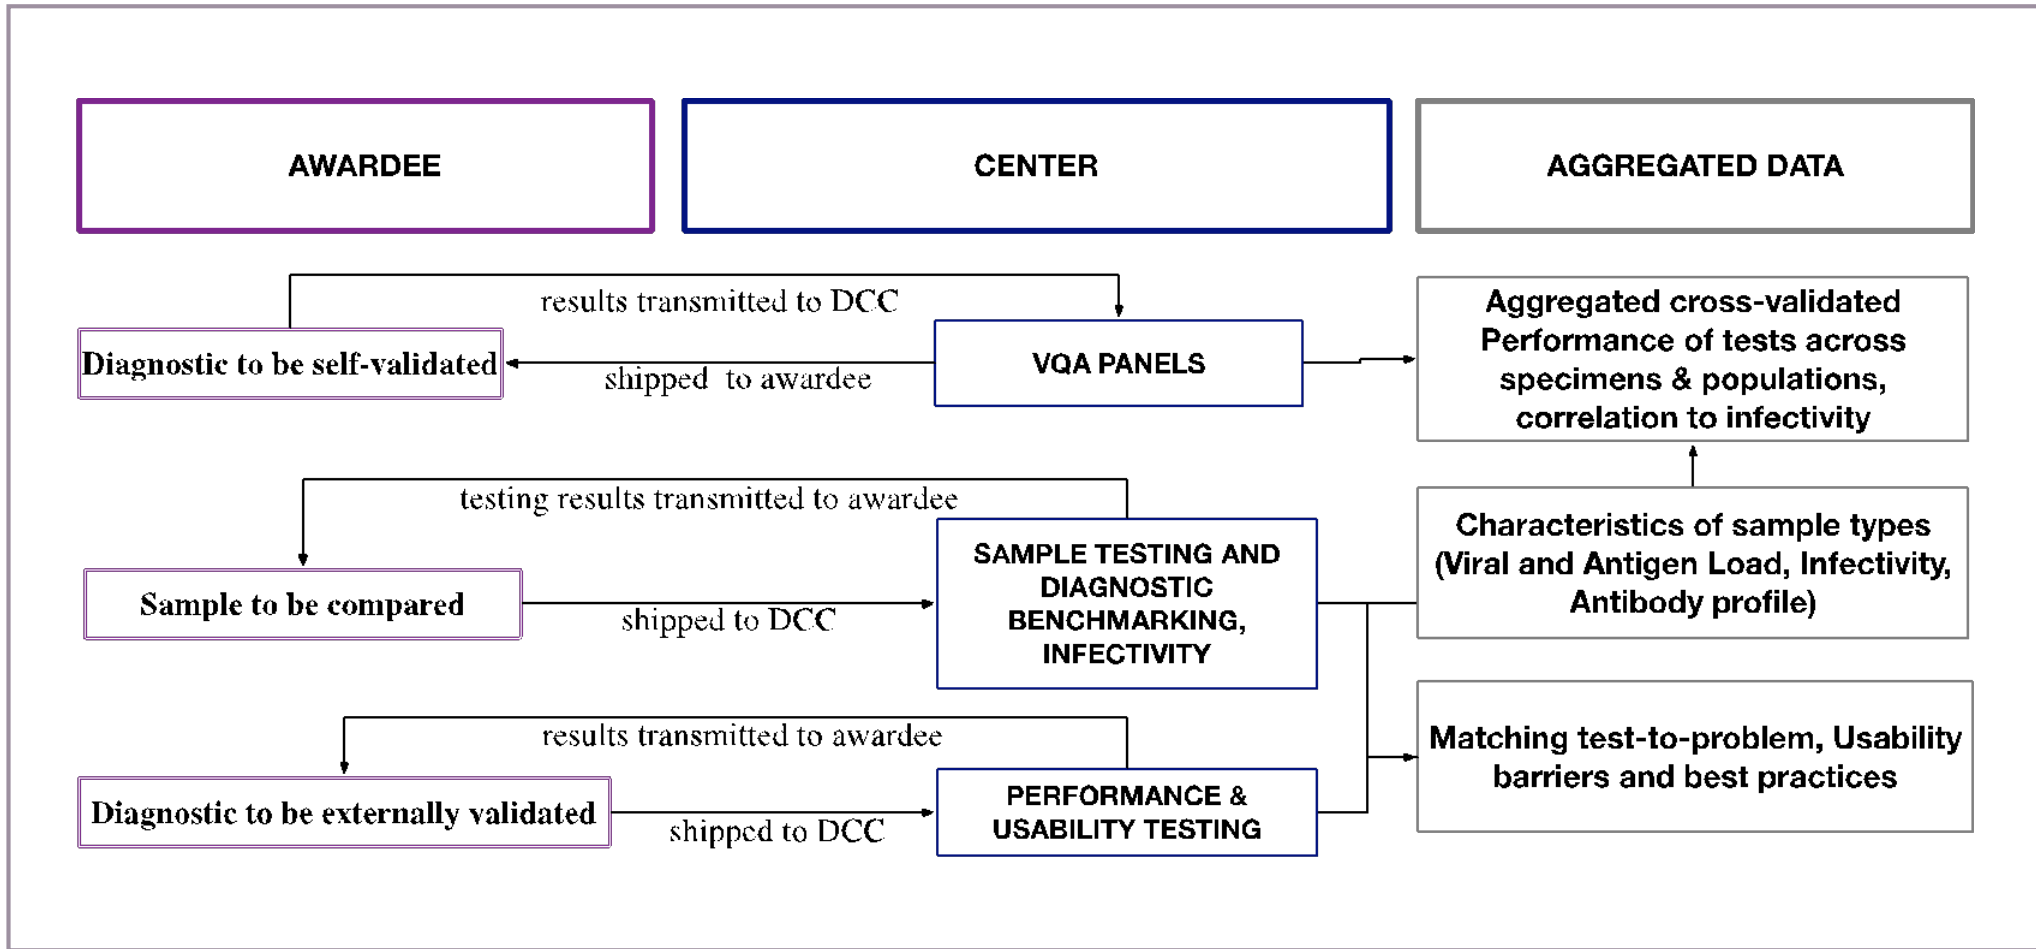 AWARDEE
CENTER
AGGREGATED DATA
results transmitted to DCC
Diagnostic to be self-validated
shipped to awardee
VQA PANELS
Aggregated cross-validated
Performance of tests across
specimens & populations,
correlation to infectivity
testing results transmitted to awardee
Sample to be compared
shipped to DCC
SAMPLE TESTING AND
DIAGNOSTIC
BENCHMARKING,
INFECTIVITY
Characteristics of sample types
(Viral and Antigen Load, Infectivity,
Antibody profile)
results transmitted to awardee
Diagnostic to be externally validated
shipped to DCC
PERFORMANCE &
USABILITY TESTING
Matching test-to-problem, Usability
barriers and best practices